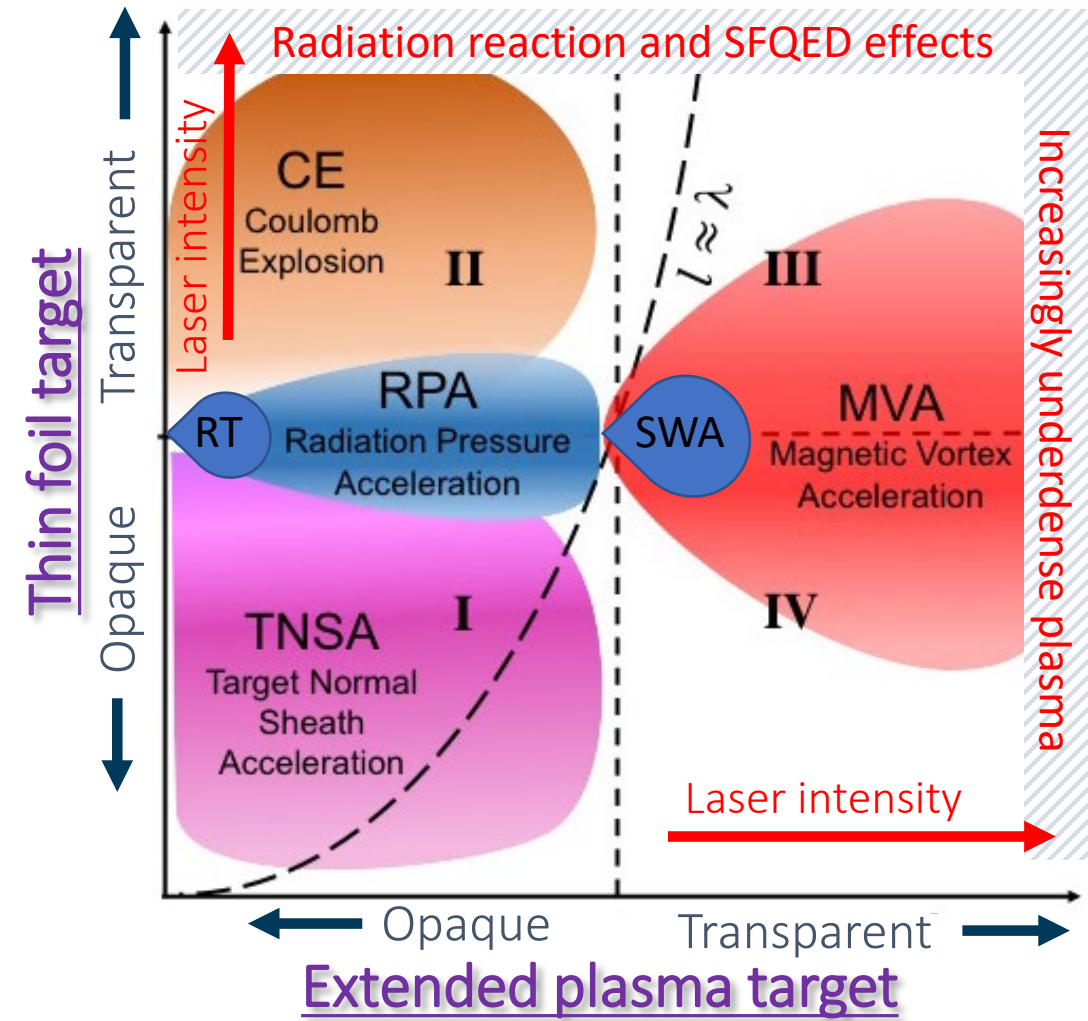 Radiation reaction and SFQED effects
Laser intensity
Transparent
Opaque
Thin foil target
CE
Coulomb
Explosion
II
l ≈ λ
III
Increasingly underdense plasma
RT
RPA
Radiation Pressure
Acceleration
SWA
MVA
Magnetic Vortex
Acceleration
I
IV
TNSA
Target Normal
Sheath
Acceleration
Laser intensity
Opaque
Transparent
Extended plasma target